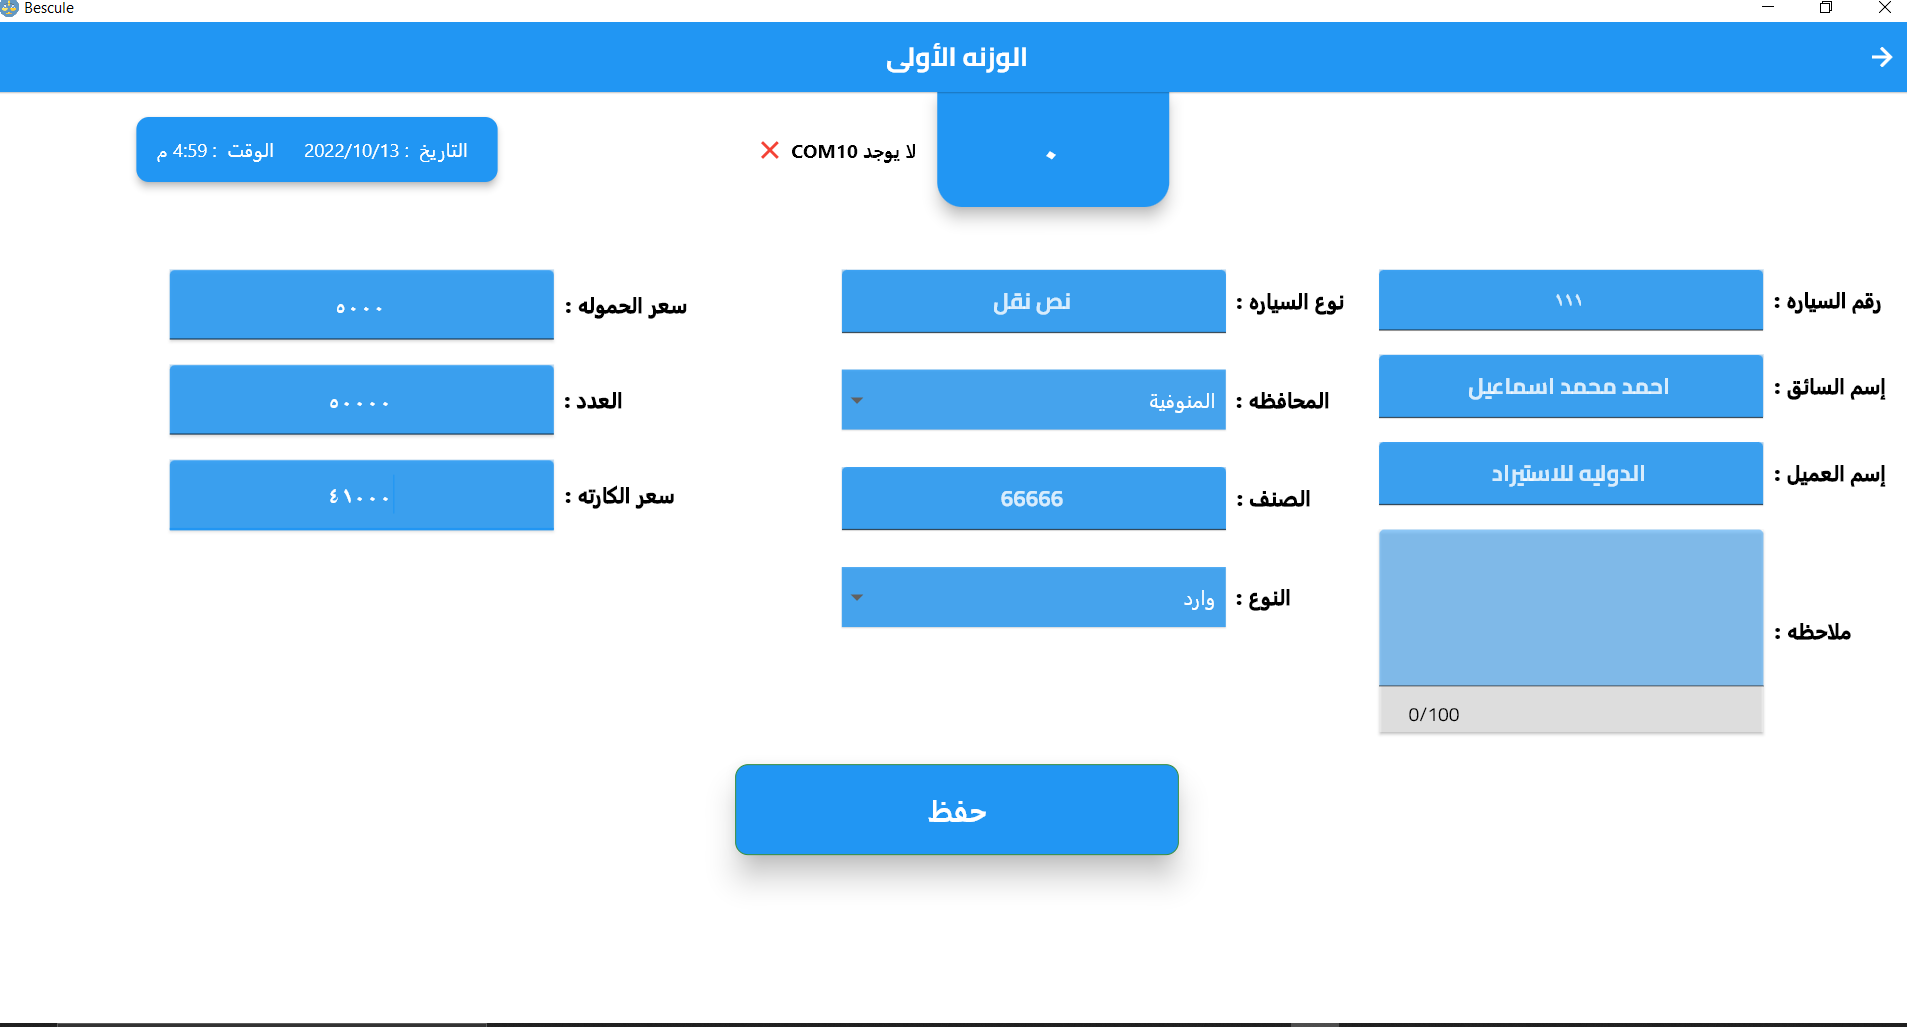 Bescule
الوزنه الأولى
٠
لا يوجد COM10
التاريخ : 2022/10/13 الوقت : 4:59 م
رقم السياره :
١١١
إسم السائق :
احمد محمد اسماعيل
إسم العميل :
الدوليه للاستيراد
ملاحظه :
0/100
نوع السياره :
نص نقل
المحافظه :
المنوفية
الصنف :
66666
النوع :
وارد
سعر الحموله :
٥٠٠٠
العدد :
٥٠٠٠٠
سعر الكارته :
٤١٠٠٠
حفظ